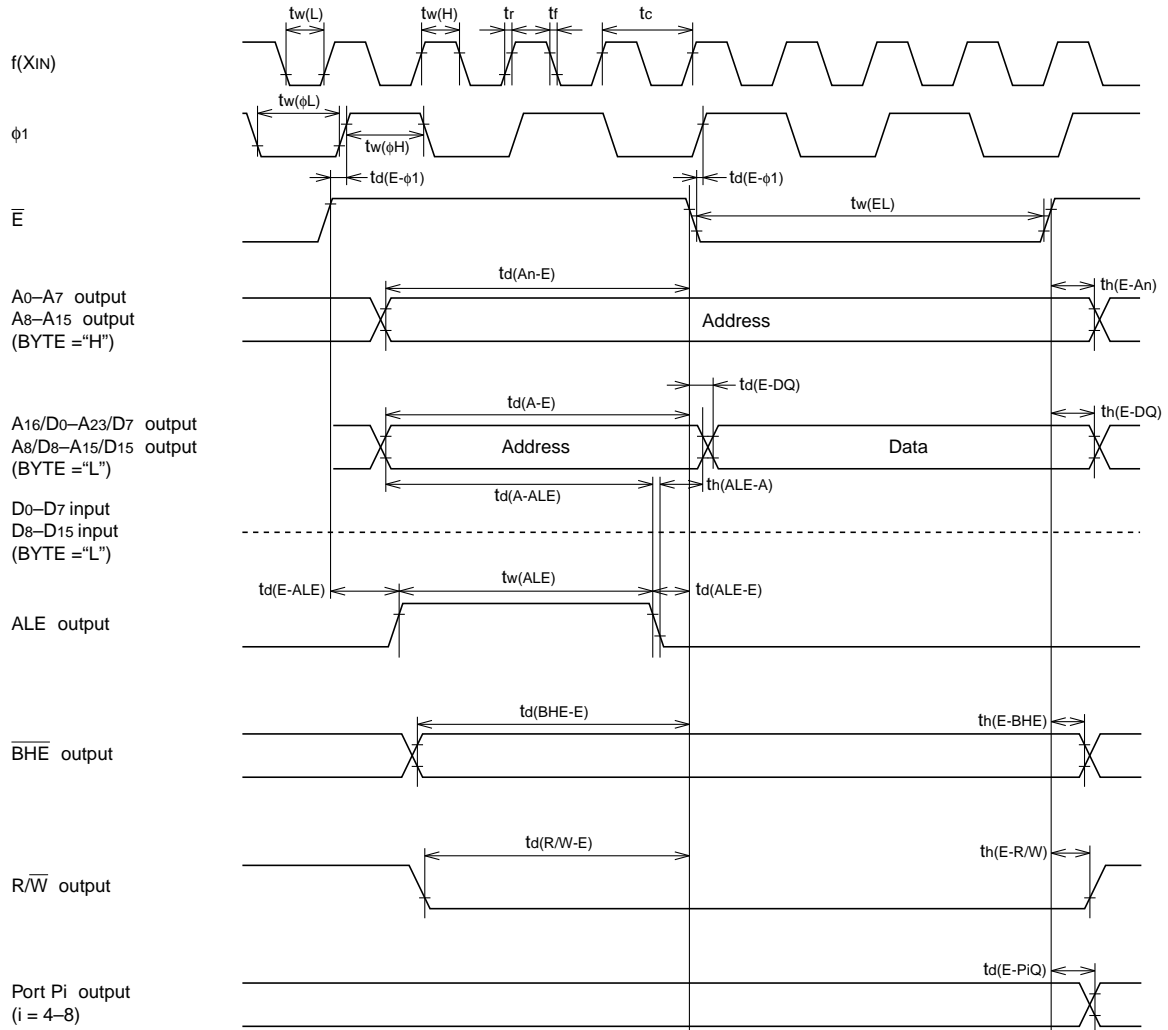 tw(L) tw(H) tr tf tc
f(XIN)
tw(ϕL)
ϕ1
tw(ϕH)
td(E-ϕ1) td(E-ϕ1)
E
tw(EL)
td(An-E) th(E-An)
A0–A7 output
A8–A15 output
(BYTE =“H”)
Address
td(E-DQ)
td(A-E) th(E-DQ)
A16/D0–A23/D7 output
A8/D8–A15/D15 output
(BYTE =“L”)
Address Data
td(A-ALE) th(ALE-A)
D0–D7 input
D8–D15 input
(BYTE =“L”)
td(E-ALE) tw(ALE) td(ALE-E)
ALE output
td(BHE-E) th(E-BHE)
BHE output
td(R/W-E) th(E-R/W)
R/W output
td(E-PiQ)
Port Pi output
(i = 4–8)